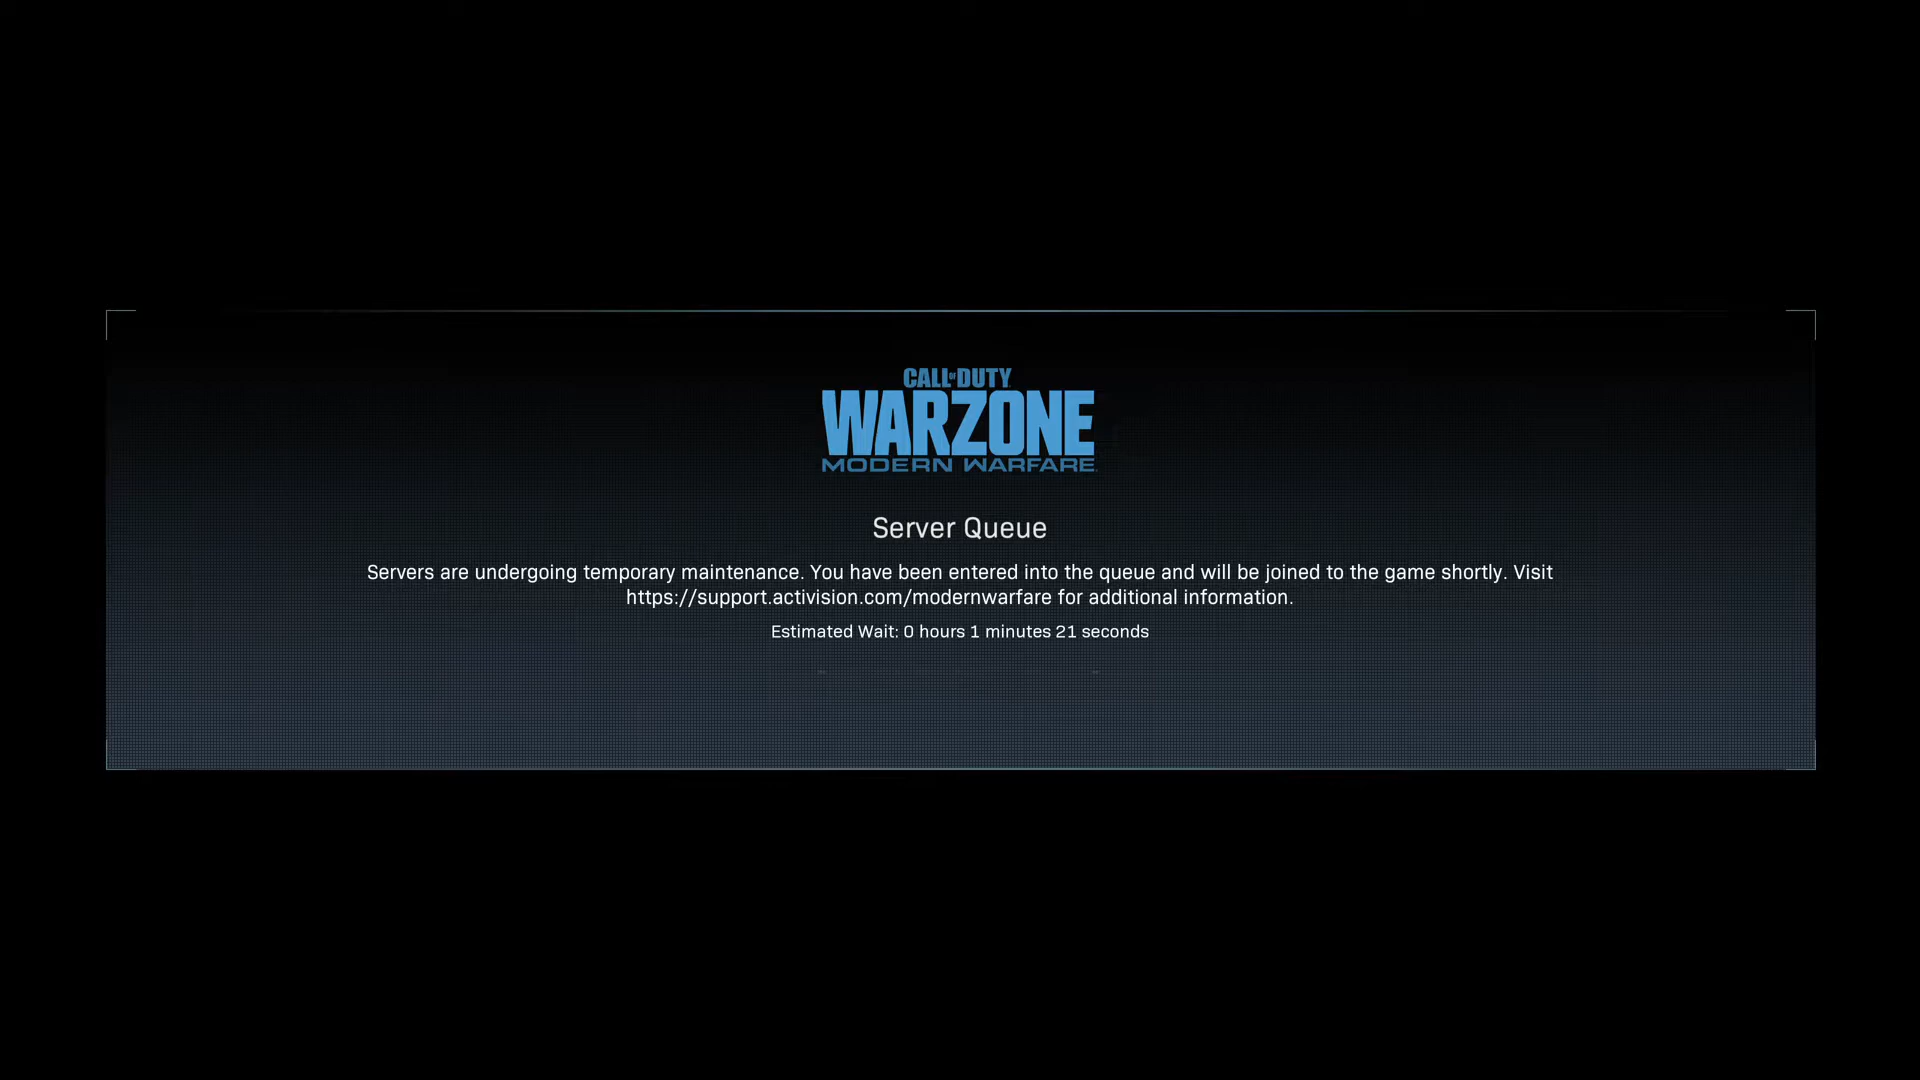 CALL OF DUTY
WARZONE
MODERN WARFARE
Server Queue
Servers are undergoing temporary maintenance. You have been entered into the queue and will be joined to the game shortly. Visit
https://support.activision.com/modernwarfare for additional information.
Estimated Wait: 0 hours 1 minutes 21 seconds